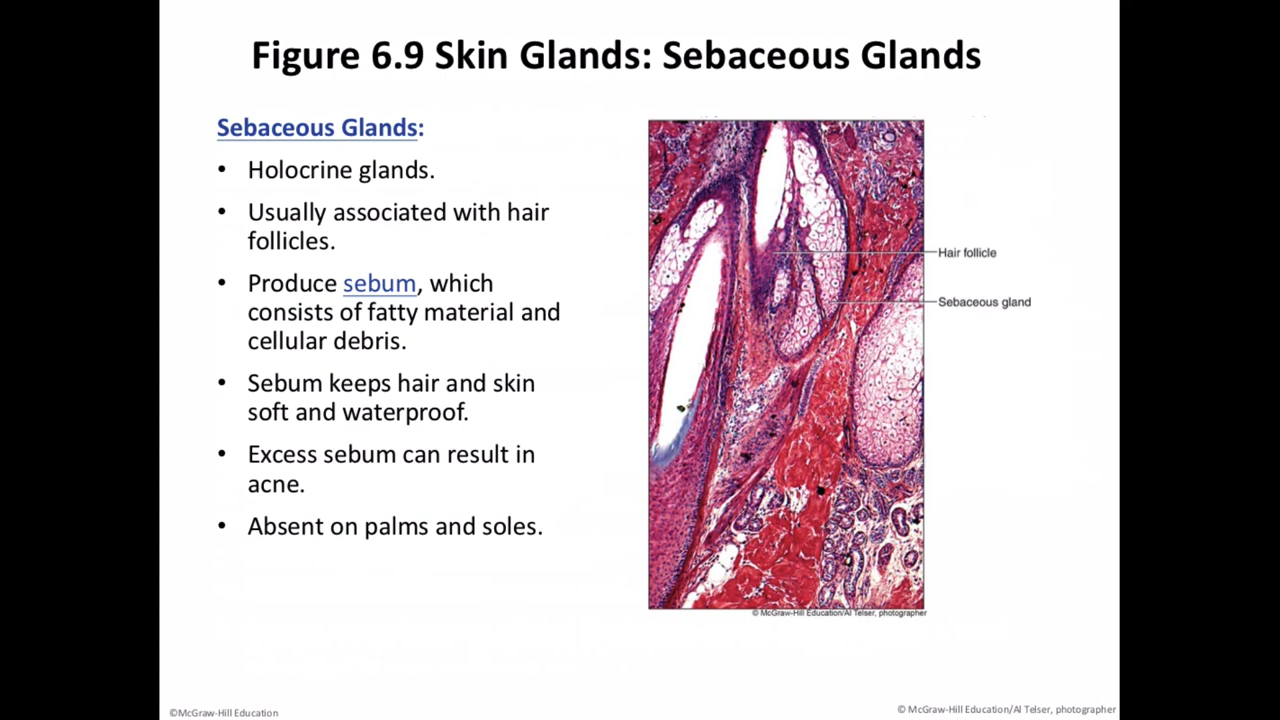 Figure 6.9 Skin Glands: Sebaceous Glands
Sebaceous Glands:
• Holocrine glands.
• Usually associated with hair
follicles.
• Produce sebum, which
consists of fatty material and
cellular debris.
• Sebum keeps hair and skin
soft and waterproof.
• Excess sebum can result in
acne.
• Absent on palms and soles.
Hair follicle
Sebaceous gland
© McGraw-Hill Education/Al Telser, photographer
©McGraw-Hill Education
© McGraw-Hill Education/Al Telser, photographer